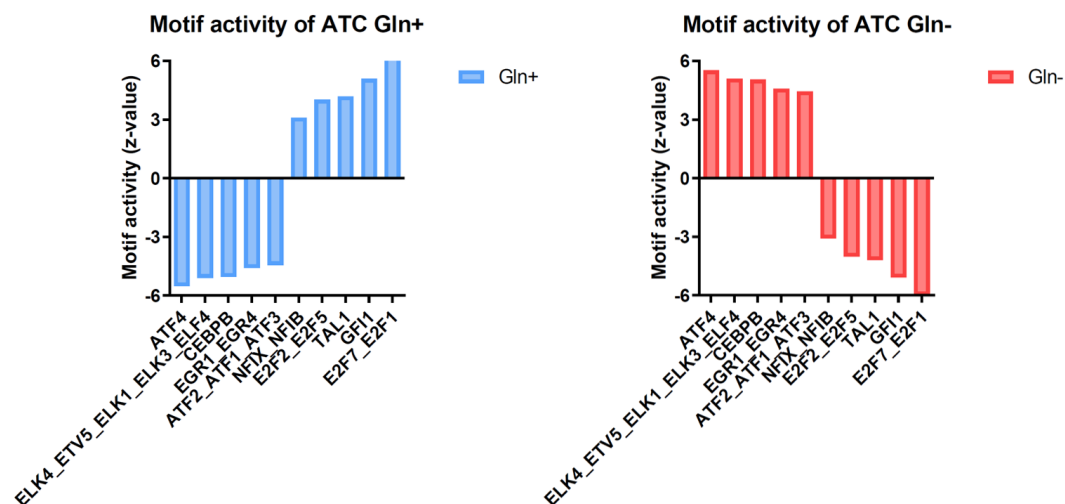 Motif activity of ATC Gln+
Motif activity (z-value)
6
3
0
-3
-6
ATF4
ELK4_ETV5_ELK1_ELK3_ELF4
CEBPB
EGR1_EGR4
ATF2_ATF1_ATF3
NFIX_NFIB
E2F2_E2F5
TAL1
GFI1
E2F7_E2F1
Gln+
Motif activity of ATC Gln-
Motif activity (z-value)
6
3
0
-3
-6
ATF4
ELK4_ETV5_ELK1_ELK3_ELF4
CEBPB
EGR1_EGR4
ATF2_ATF1_ATF3
NFIX_NFIB
E2F2_E2F5
TAL1
GFI1
E2F7_E2F1
Gln-